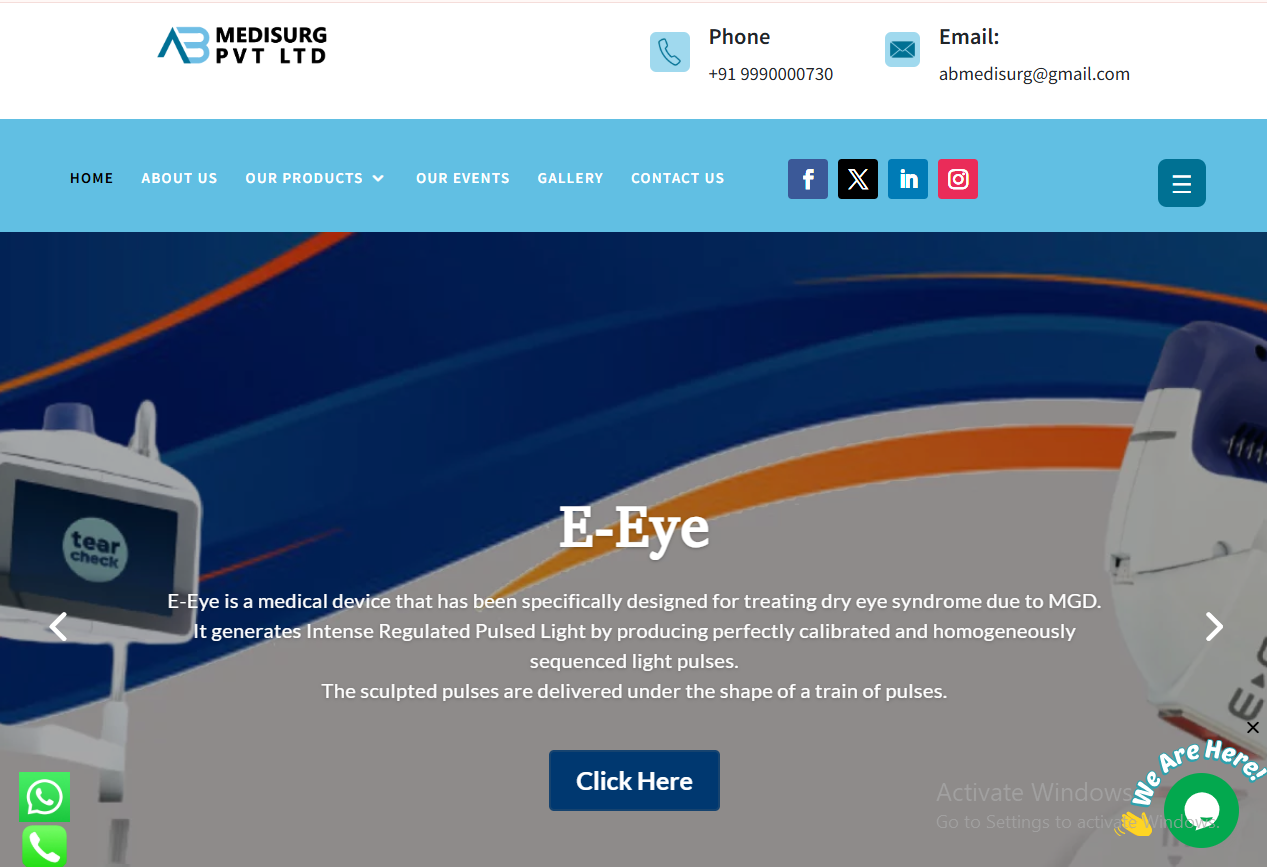 MEDISURG
PVT LTD
Phone
+91 9990000730
Email:
abmedisurg@gmail.com
HOME
ABOUT US
OUR PRODUCTS
OUR EVENTS
GALLERY
CONTACT US
tear
check
E-Eye
E-Eye is a medical device that has been specifically designed for treating dry eye syndrome due to MGD.
It generates Intense Regulated Pulsed Light by producing perfectly calibrated and homogeneously
sequenced light pulses.
The sculpted pulses are delivered under the shape of a train of pulses.
Click Here
We Are Here!
Activate Windows
Go to Settings to activate Windows.